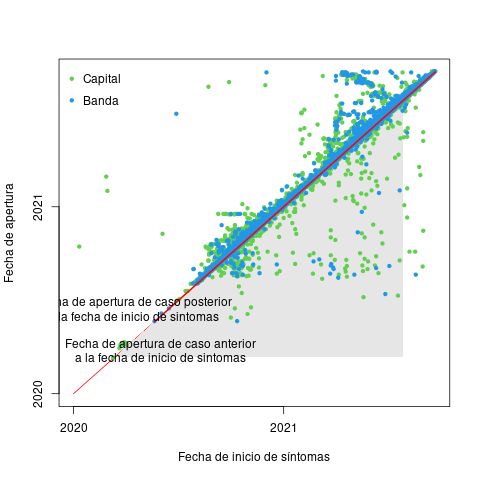 Capital
Banda
2021
Fecha de apertura
na de apertura de caso posterior
la fecha de inicio de síntomas
Fecha de apertura de caso anterior
a la fecha de inicio de síntomas
2020
2020
2021
Fecha de inicio de síntomas